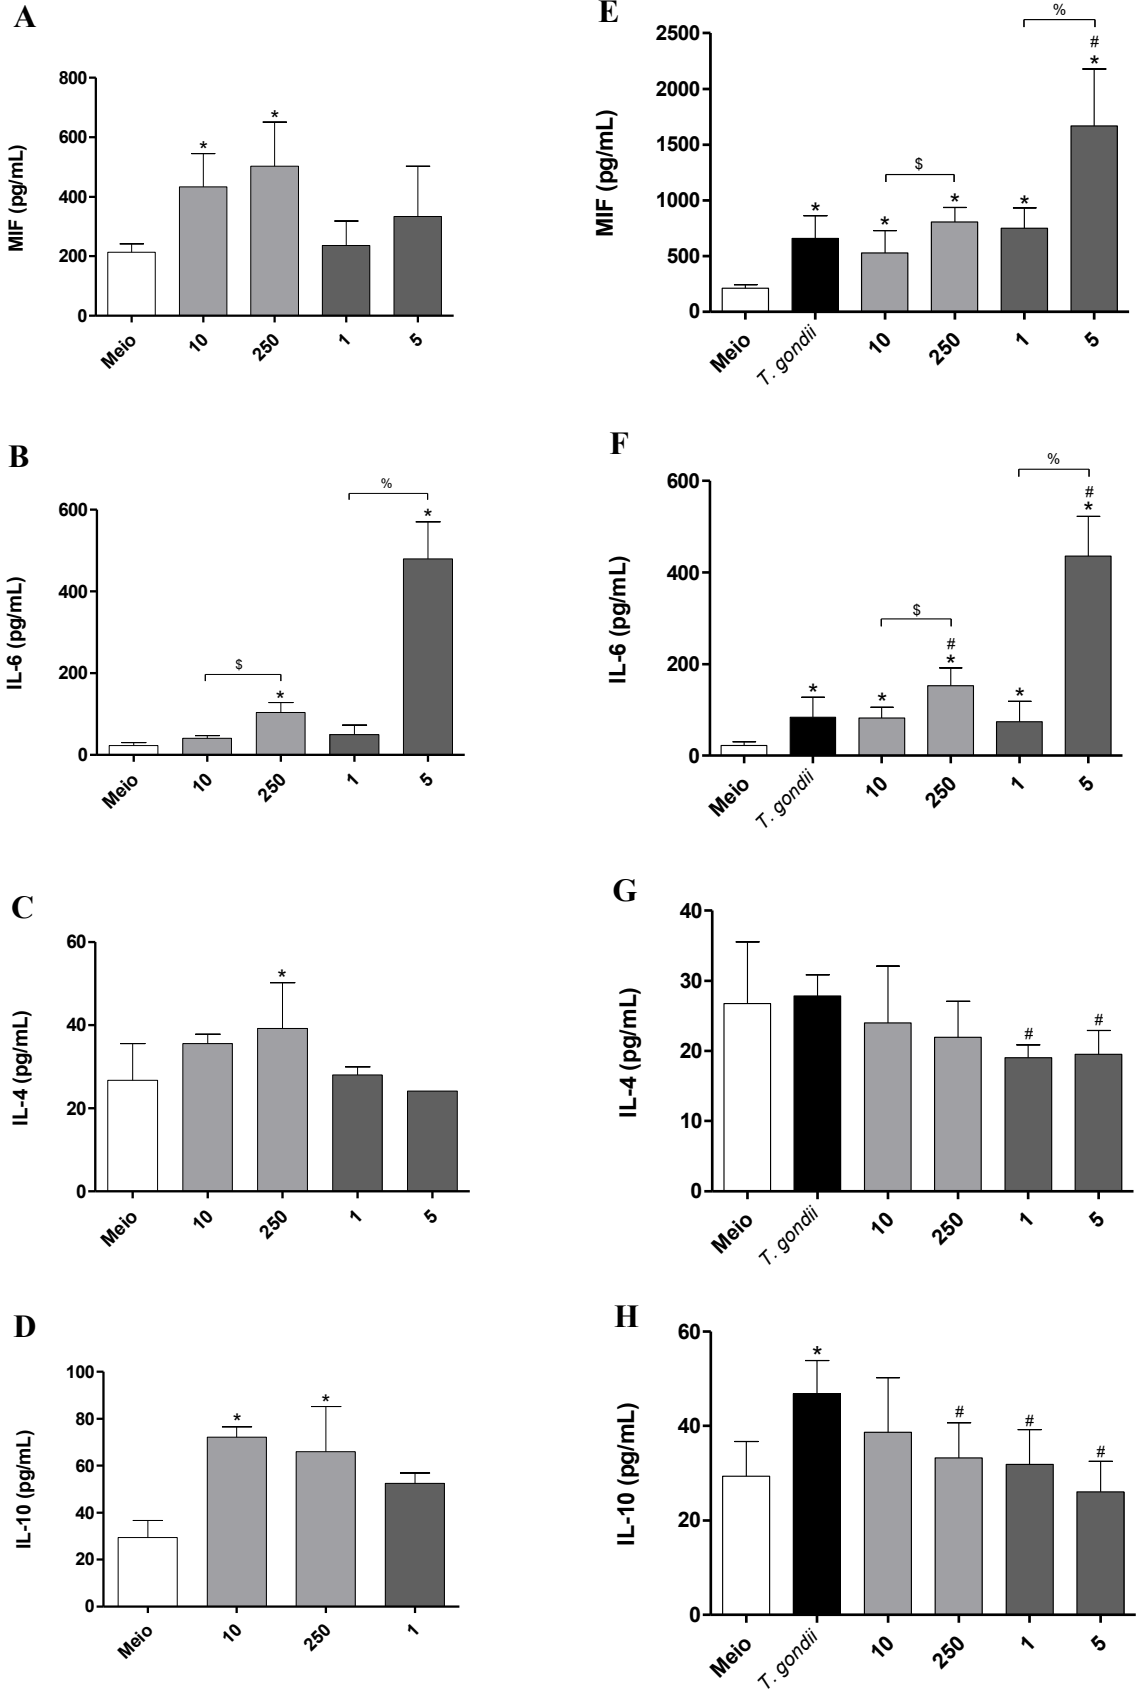 A
MIF (pg/mL)
800
600
400
200
0
* *
Meio 10 250 1 5
E
MIF (pg/mL)
2500
2000
1500
1000
500
0
%
#
*
$
* * * *
Meio T. gondii 10 250 1 5
B
IL-6 (pg/mL)
600
400
200
0
%
*
$
*
Meio 10 250 1 5
F
IL-6 (pg/mL)
600
400
200
0
%
#
*
$
#
* * * *
Meio T. gondii 10 250 1 5
C
IL-4 (pg/mL)
60
40
20
0
*
Meio 10 250 1 5
G
IL-4 (pg/mL)
40
30
20
10
0
# #
Meio T. gondii 10 250 1 5
D
IL-10 (pg/mL)
100
80
60
40
20
0
* *
Meio 10 250 1
H
IL-10 (pg/mL)
60
40
20
0
*
# # #
Meio T. gondii 10 250 1 5